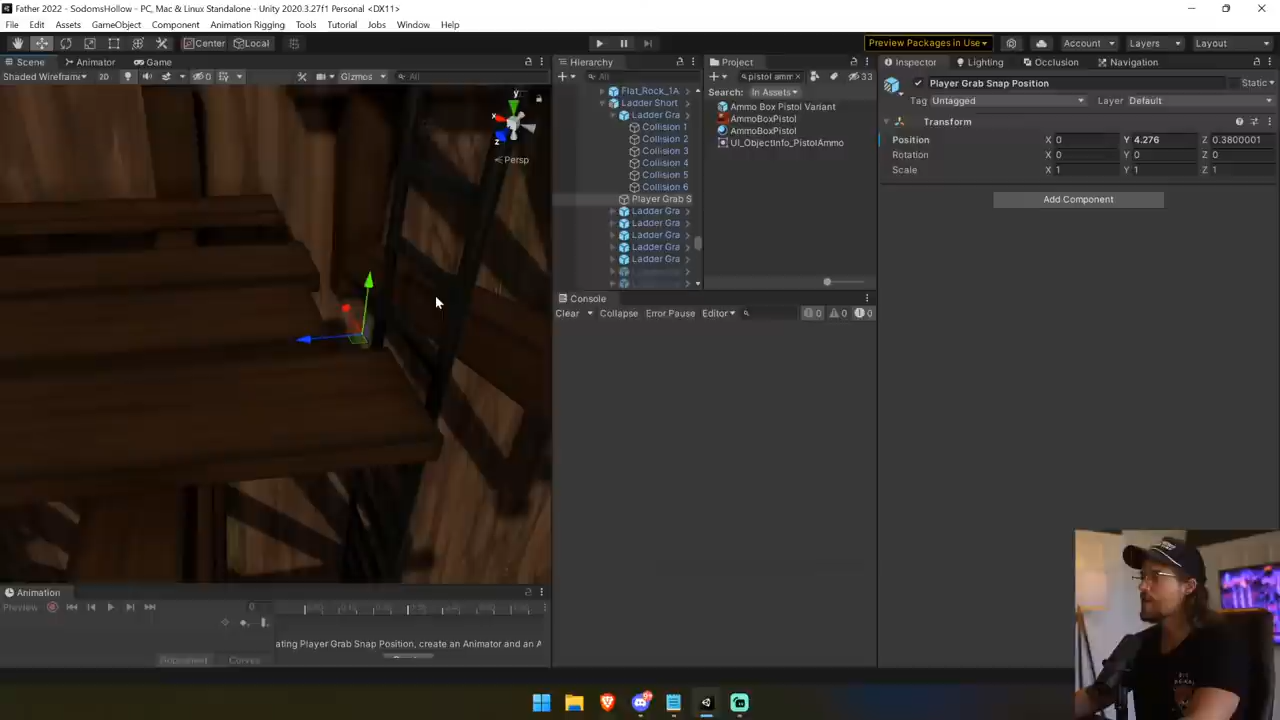 Father 2022 - SodomsHollow - PC, Mac & Linux Standalone - Unity 2020.3.27f1 Personal <DX11>
File Edit Assets GameObject Component Animation Rigging Tools Tutorial Jobs Window Help
Center Local Preview Packages in Use Account Layers Layout
Scene Animator Game Hierarchy Project Inspector Lighting Occlusion Navigation
Shaded Wireframe 2D 0 Gizmos All
All
pistol amm 33
Search: In Assets
Ammo Box Pistol Variant
AmmoBoxPistol
AmmoBoxPistol
UI_ObjectInfo_PistolAmmo
Flat_Rock_1A
Ladder Short
Ladder Gra
Collision 1
Collision 2
Collision 3
Collision 4
Collision 5
Collision 6
Player Grab S
Ladder Gra
Ladder Gra
Ladder Gra
Ladder Gra
Ladder Gra
y
x
z
Persp
Player Grab Snap Position Static
Tag Untagged Layer Default
Transform
Position X 0 Y 4.276 Z 0.3800001
Rotation X 0 Y 0 Z 0
Scale X 1 Y 1 Z 1
Add Component
Console
Clear Collapse Error Pause Editor 0 0 0
Animation
Preview 0
ating Player Grab Snap Position, create an Animator and an A
Curves